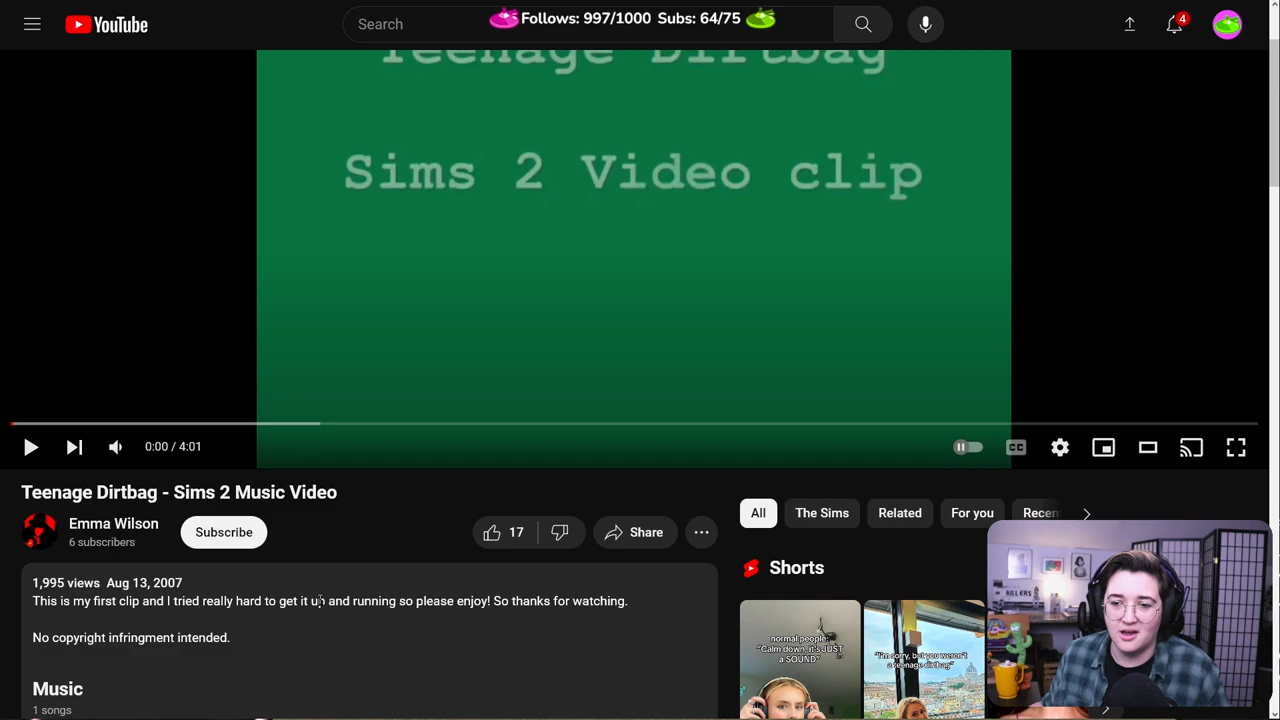 YouTube
Search
Follows: 997/1000 Subs: 64/75
4
Teenage Dirtbag
Sims 2 Video clip
0:00 / 4:01
CC
Teenage Dirtbag - Sims 2 Music Video
Emma Wilson
6 subscribers
Subscribe
17
Share
All
The Sims
Related
For you
Recen
1,995 views Aug 13, 2007
This is my first clip and I tried really hard to get it up and running so please enjoy! So thanks for watching.
No copyright infringment intended.
Music
1 songs
Shorts
normal people:
"Calm down, it's JUST
a SOUND"
"I'm sorry, but you weren't
a teenage dirtbag"
KILLERS